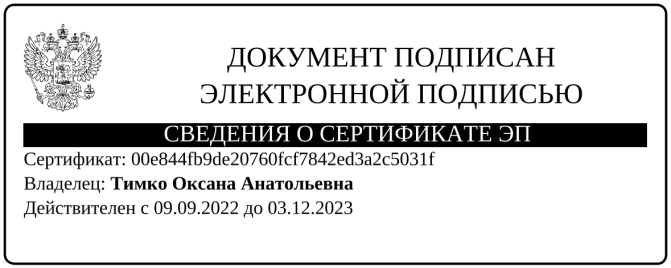 ДОКУМЕНТ ПОДПИСАН
ЭЛЕКТРОННОЙ ПОДПИСЬЮ
СВЕДЕНИЯ О СЕРТИФИКАТЕ ЭП
Сертификат: 00e844fb9de20760fcf7842ed3a2c5031f
Владелец: Тимко Оксана Анатольевна
Действителен с 09.09.2022 до 03.12.2023